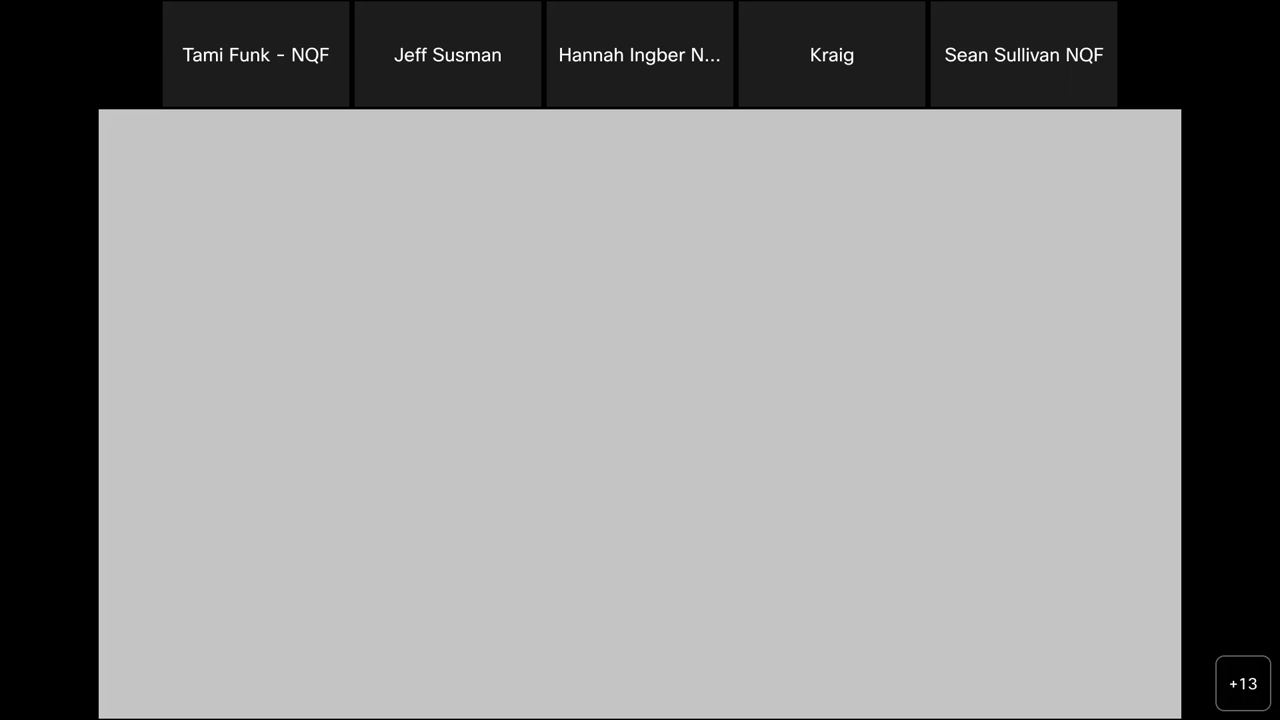 Tami Funk - NQF
Jeff Susman
Hannah Ingber N...
Kraig
Sean Sullivan NQF
+13